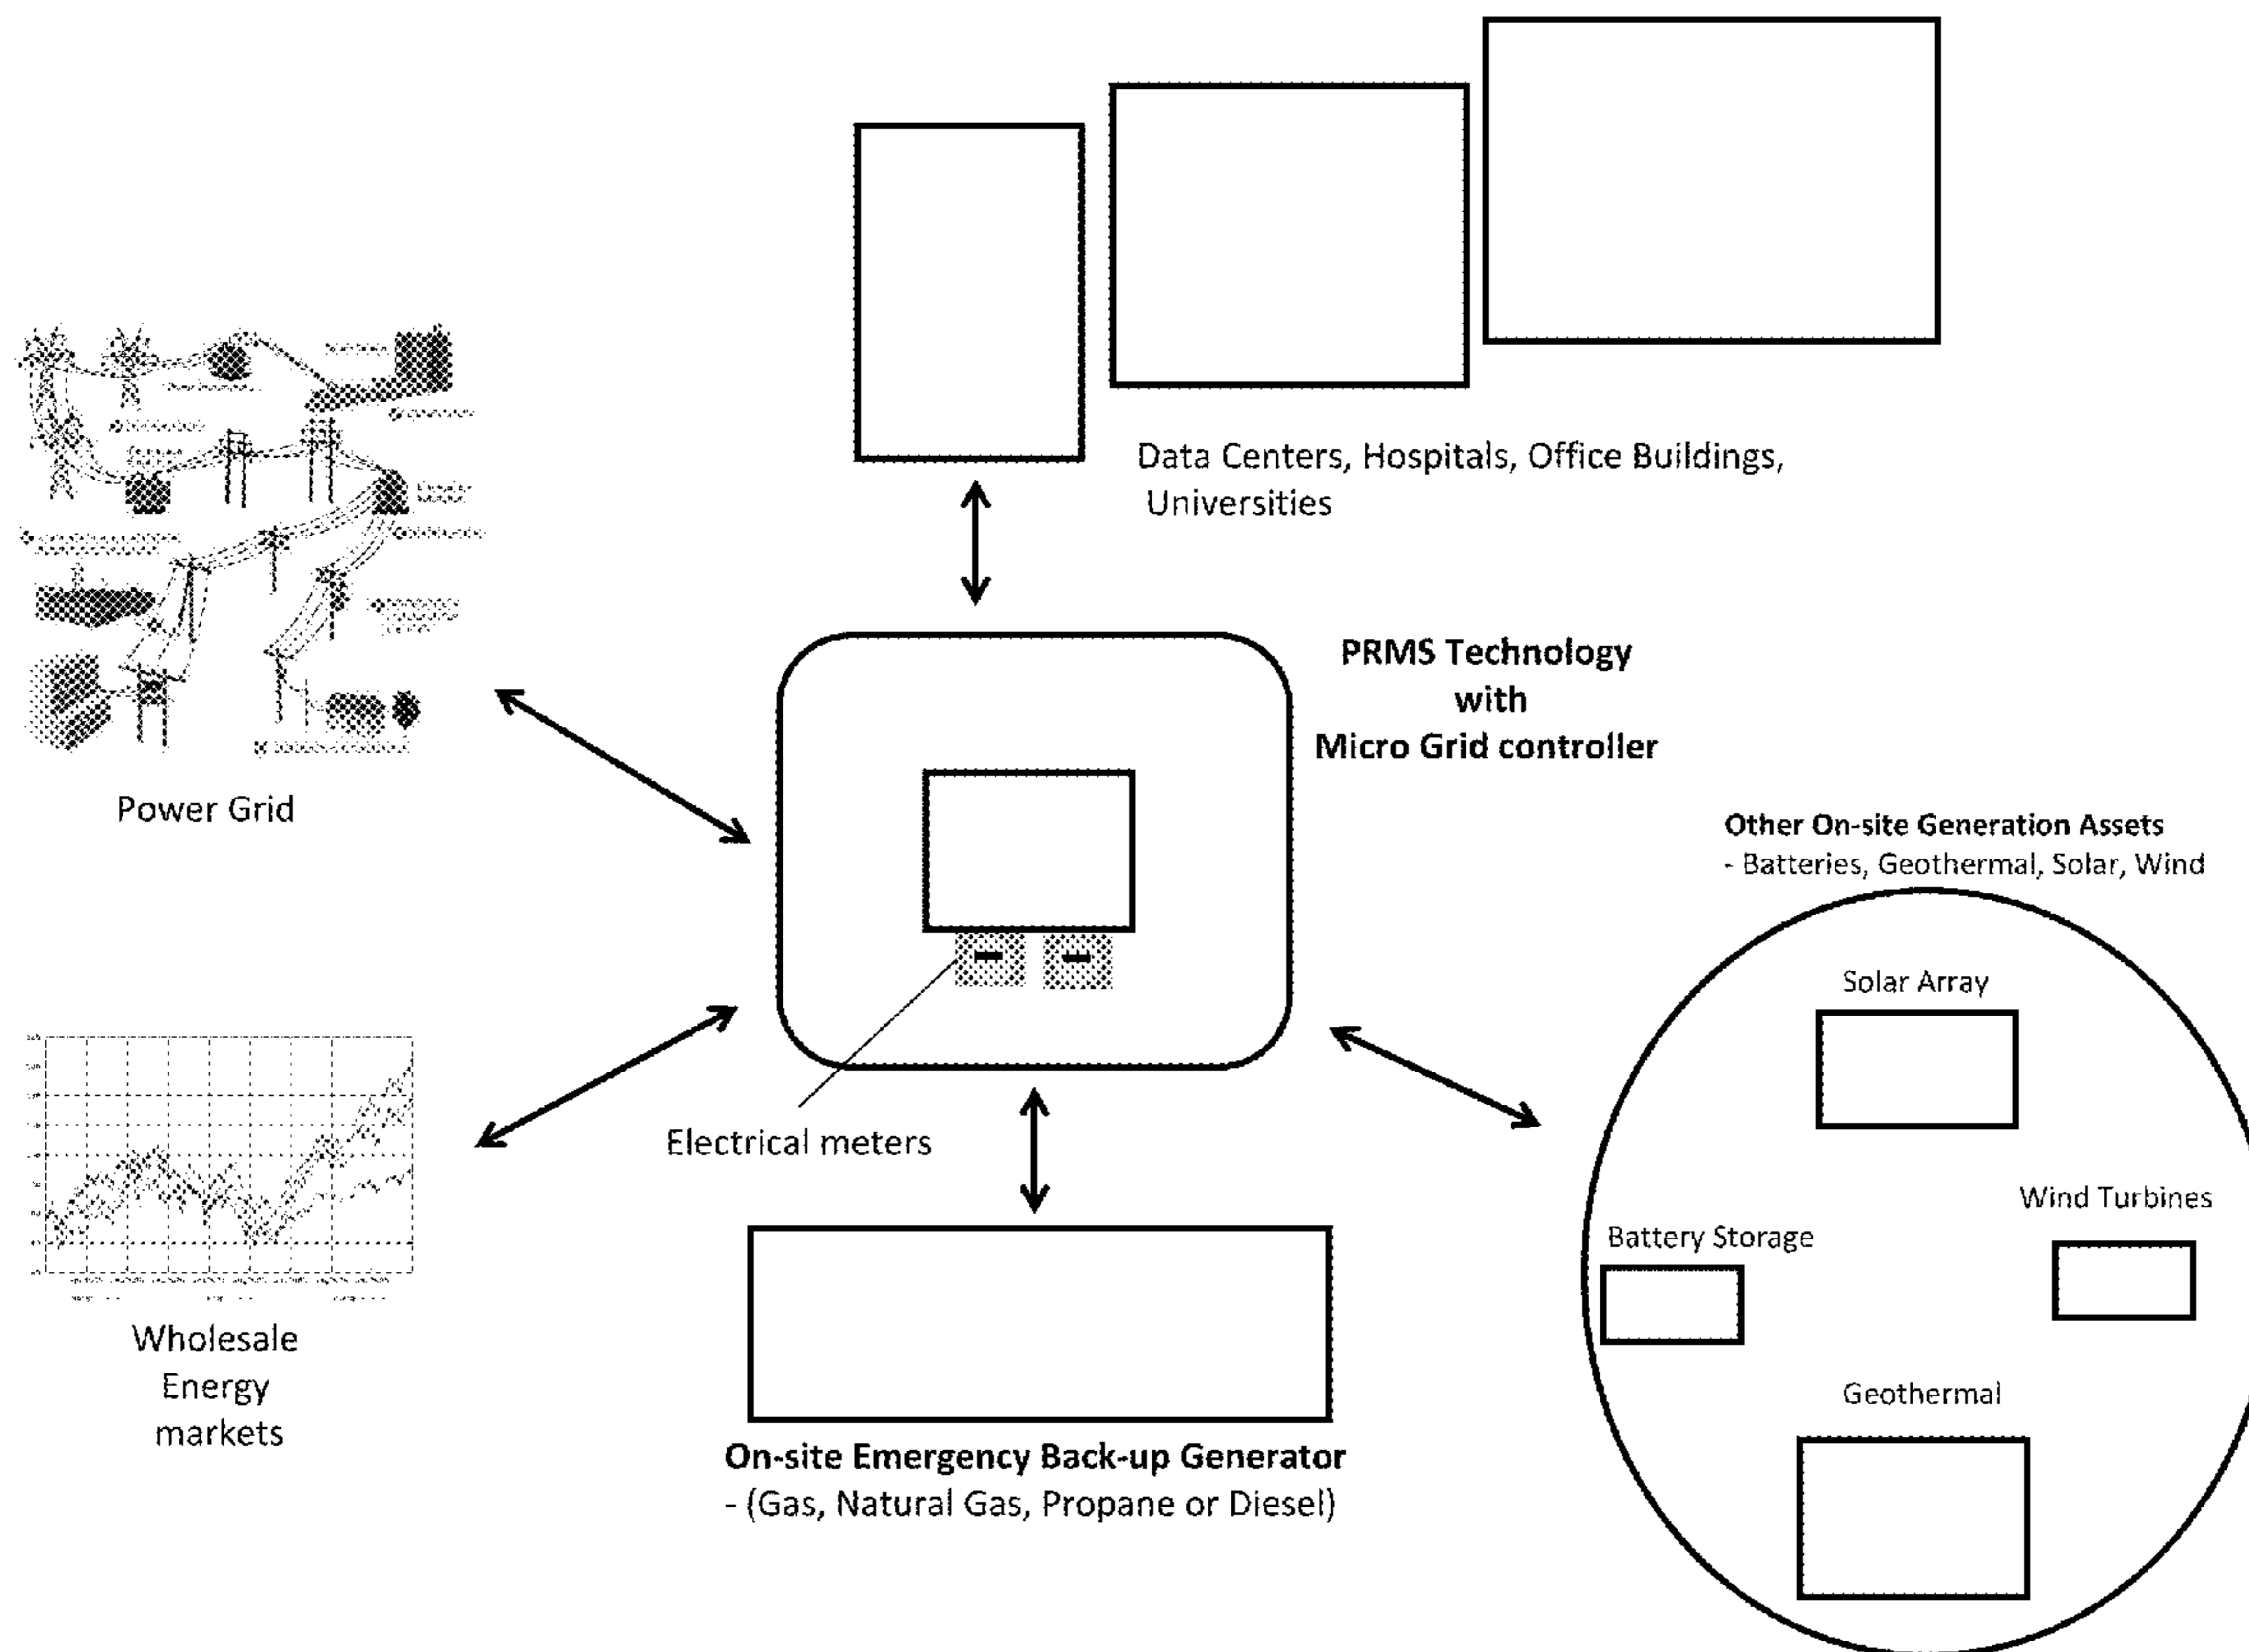 Data Centers, Hospitals, Office Buildings,
Universities
PRMS Technology
with
Micro Grid controller
Power Grid
Other On-site Generation Assets
- Batteries, Geothermal, Solar, Wind
Solar Array
Electrical meters
Wind Turbines
Battery Storage
Wholesale
Energy
markets
Geothermal
On-site Emergency Back-up Generator
- (Gas, Natural Gas, Propane or Diesel)